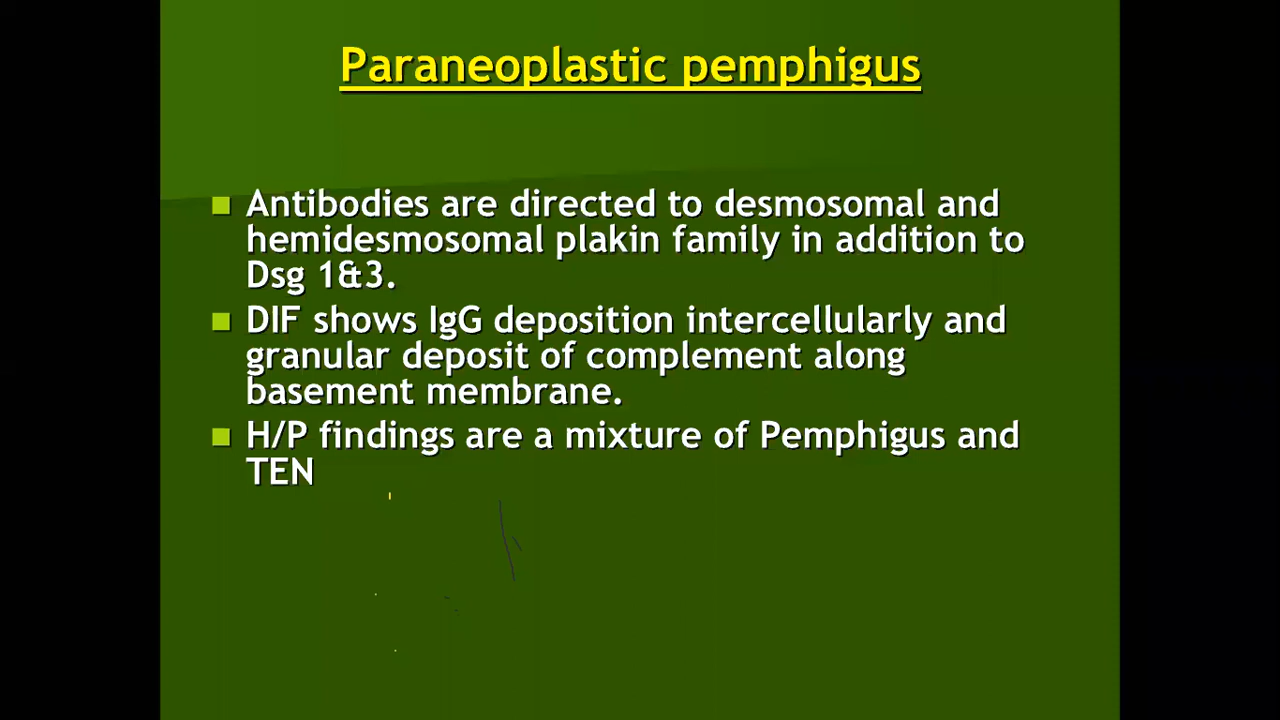 Paraneoplastic pemphigus
Antibodies are directed to desmosomal and
hemidesmosomal plakin family in addition to
Dsg 1&3.
DIF shows IgG deposition intercellularly and
granular deposit of complement along
basement membrane.
H/P findings are a mixture of Pemphigus and
TEN